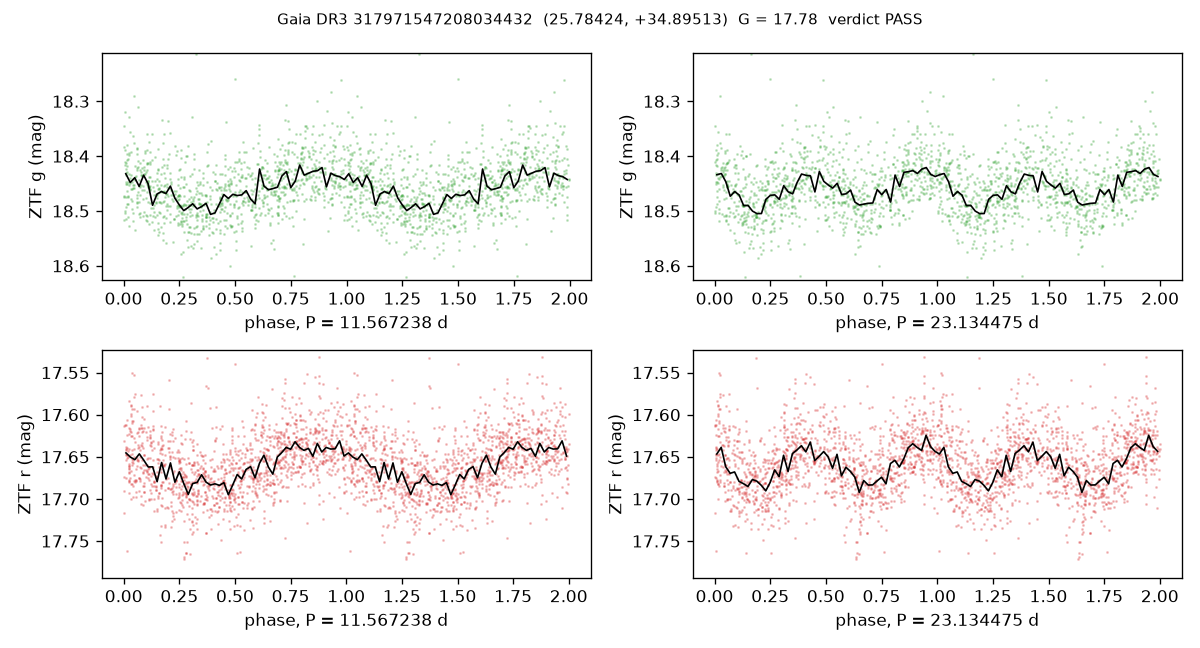 Gaia DR3 317971547208034432  (25.78424, +34.89513)  G = 17.78  verdict PASS
ZTF g (mag)
18.3
18.4
18.5
18.6
0.00 0.25 0.50 0.75 1.00 1.25 1.50 1.75 2.00
phase, P = 11.567238 d
ZTF g (mag)
18.3
18.4
18.5
18.6
0.00 0.25 0.50 0.75 1.00 1.25 1.50 1.75 2.00
phase, P = 23.134475 d
ZTF r (mag)
17.55
17.60
17.65
17.70
17.75
0.00 0.25 0.50 0.75 1.00 1.25 1.50 1.75 2.00
phase, P = 11.567238 d
ZTF r (mag)
17.55
17.60
17.65
17.70
17.75
0.00 0.25 0.50 0.75 1.00 1.25 1.50 1.75 2.00
phase, P = 23.134475 d